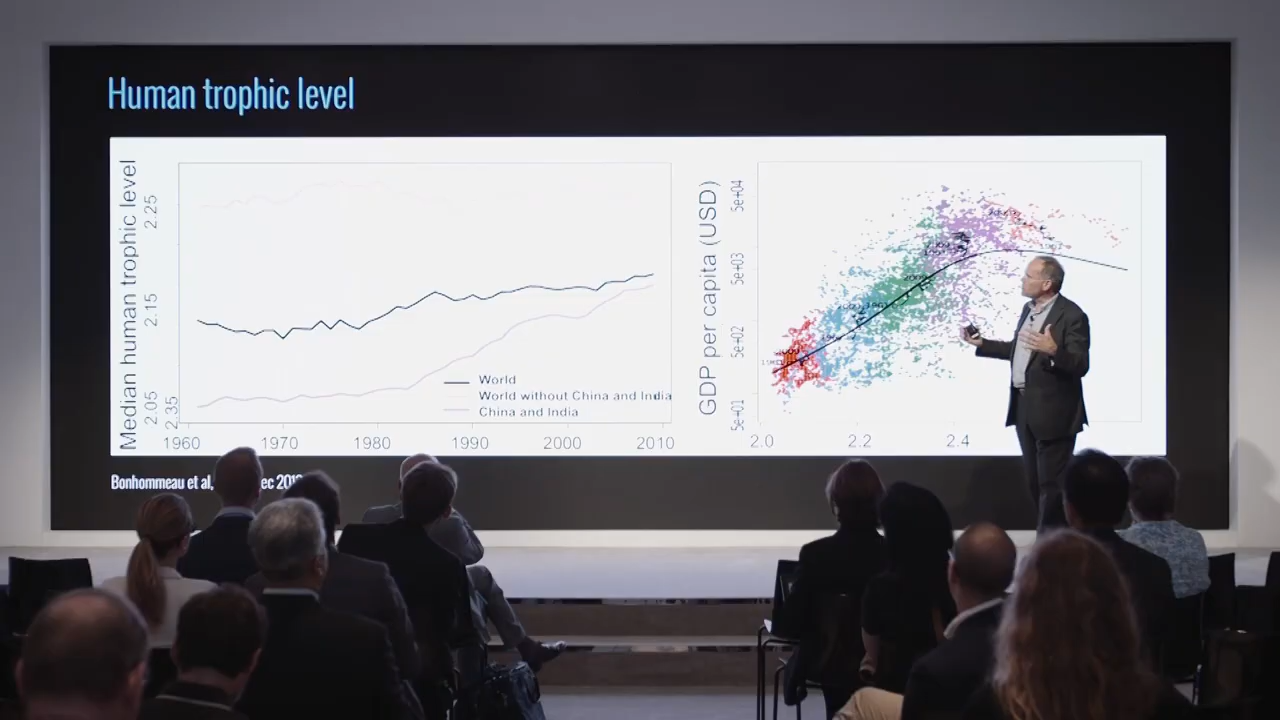 Human trophic level
Median human trophic level
2.25
2.15
2.05
2.35
World
World without China and India
China and India
1960 1970 1980 1990 2000 2010
GDP per capita (USD)
5e+04
5e+03
5e+02
5e+01
2.0 2.2 2.4
Bonhommeau et al,